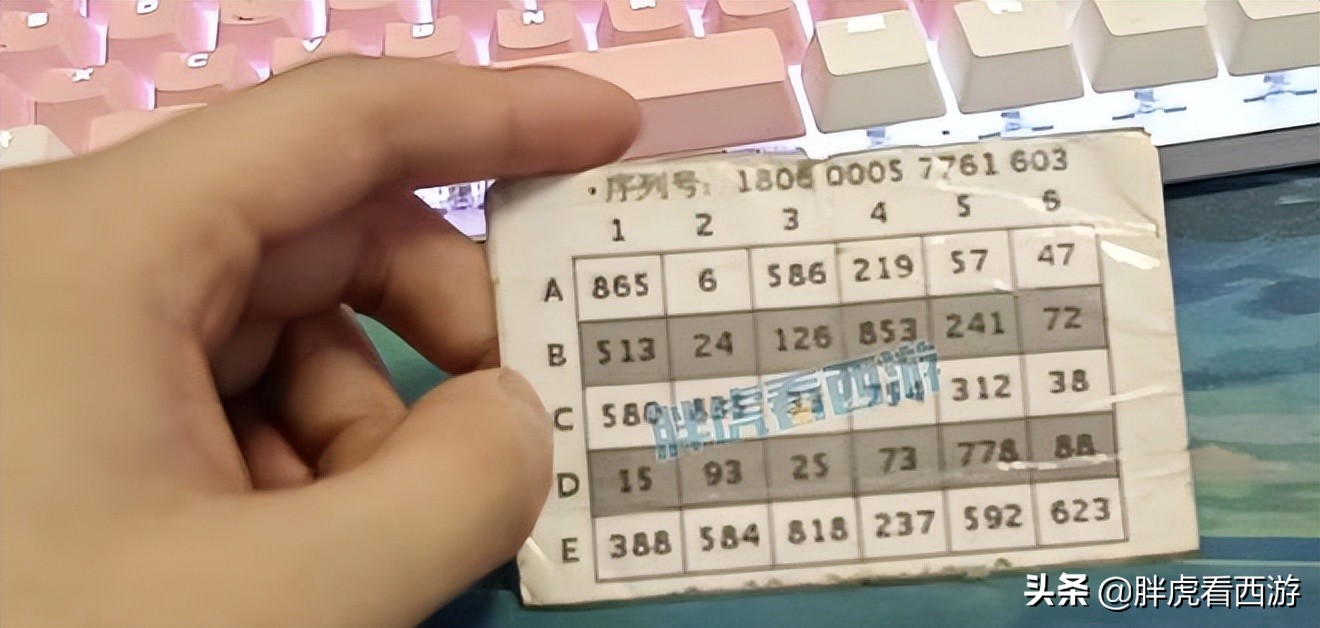 ·序列号: 1806 0005 7761 603
1 2 3 4 5 6
A 865 6 586 219 57 47
B 513 24 126 853 241 72
C 580 312 38
D 15 93 25 73 778 88
E 388 584 818 237 592 623
胖虎看西游
头条 @胖虎看西游